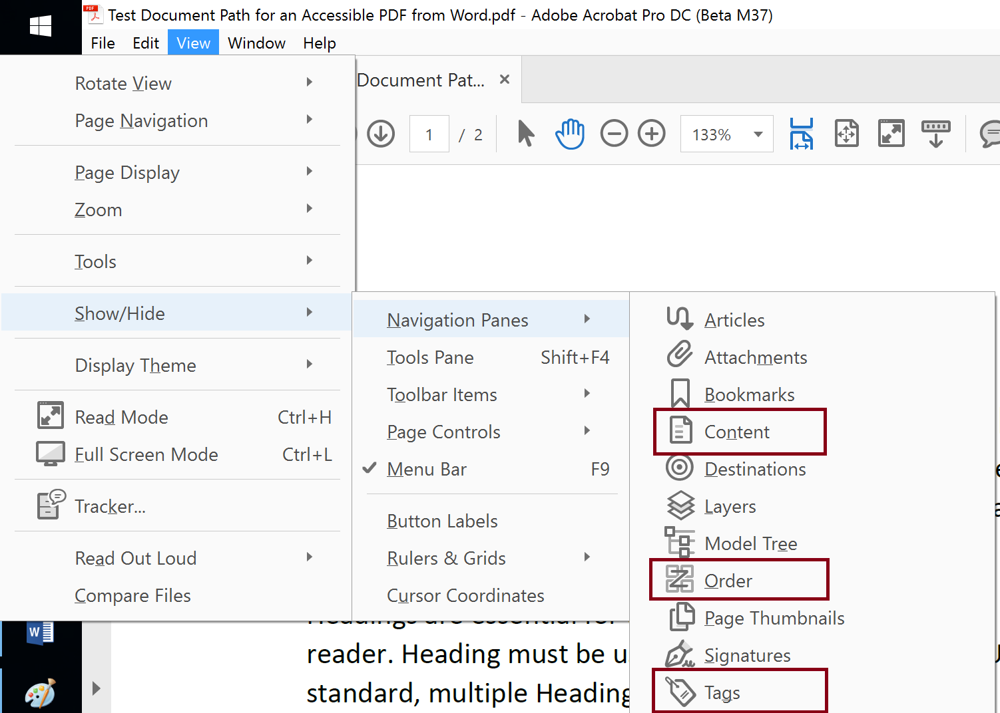 Test Document Path for an Accessible PDF from Word.pdf - Adobe Acrobat Pro DC (Beta M37)
File Edit View Window Help
Document Pat...
1 / 2 133%
Rotate View
Page Navigation
Page Display
Zoom
Tools
Show/Hide
Display Theme
Read Mode Ctrl+H
Full Screen Mode Ctrl+L
Tracker...
Read Out Loud
Compare Files
Navigation Panes
Tools Pane Shift+F4
Toolbar Items
Page Controls
Menu Bar F9
Button Labels
Rulers & Grids
Cursor Coordinates
Articles
Attachments
Bookmarks
Content
Destinations
Layers
Model Tree
Order
Page Thumbnails
Signatures
Tags
Headings are essential for
reader. Heading must be u
standard, multiple Heading